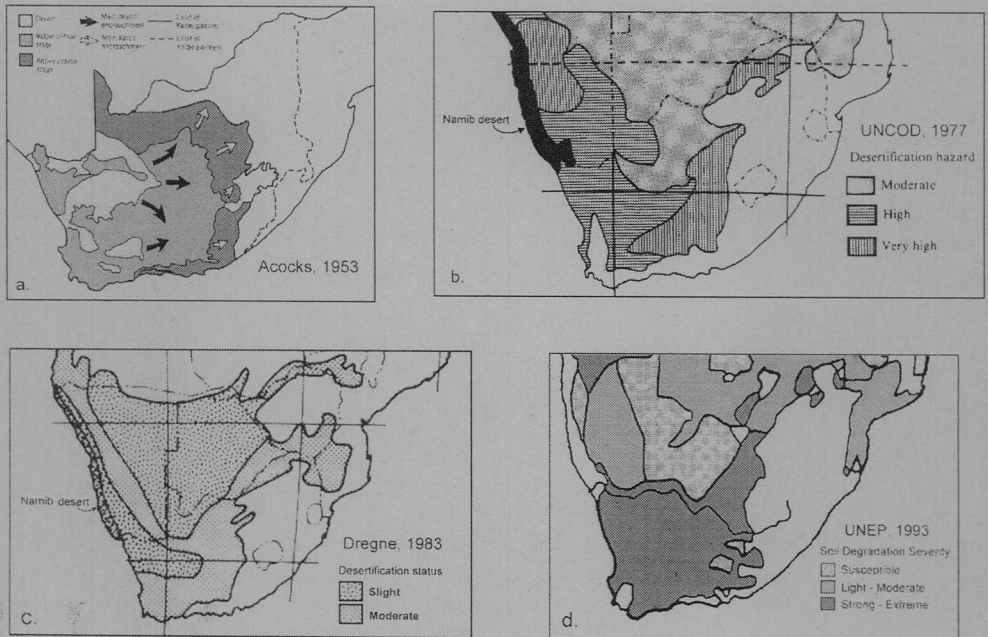 Desert
Main desert
encroachment
Below critical
stage
Main Karoo
encroachment
Above
stage
Acocks, 1953
a.
Namib desert
UNCOD, 1977
Desertification hazard
Moderate
High
Very high
b.
Namib desert
Dregne, 1983
Desertification status
Slight
Moderate
c.
UNEP, 1993
Soil Degradation Severity
Susceptible
Light - Moderate
Strong - Extreme
d.